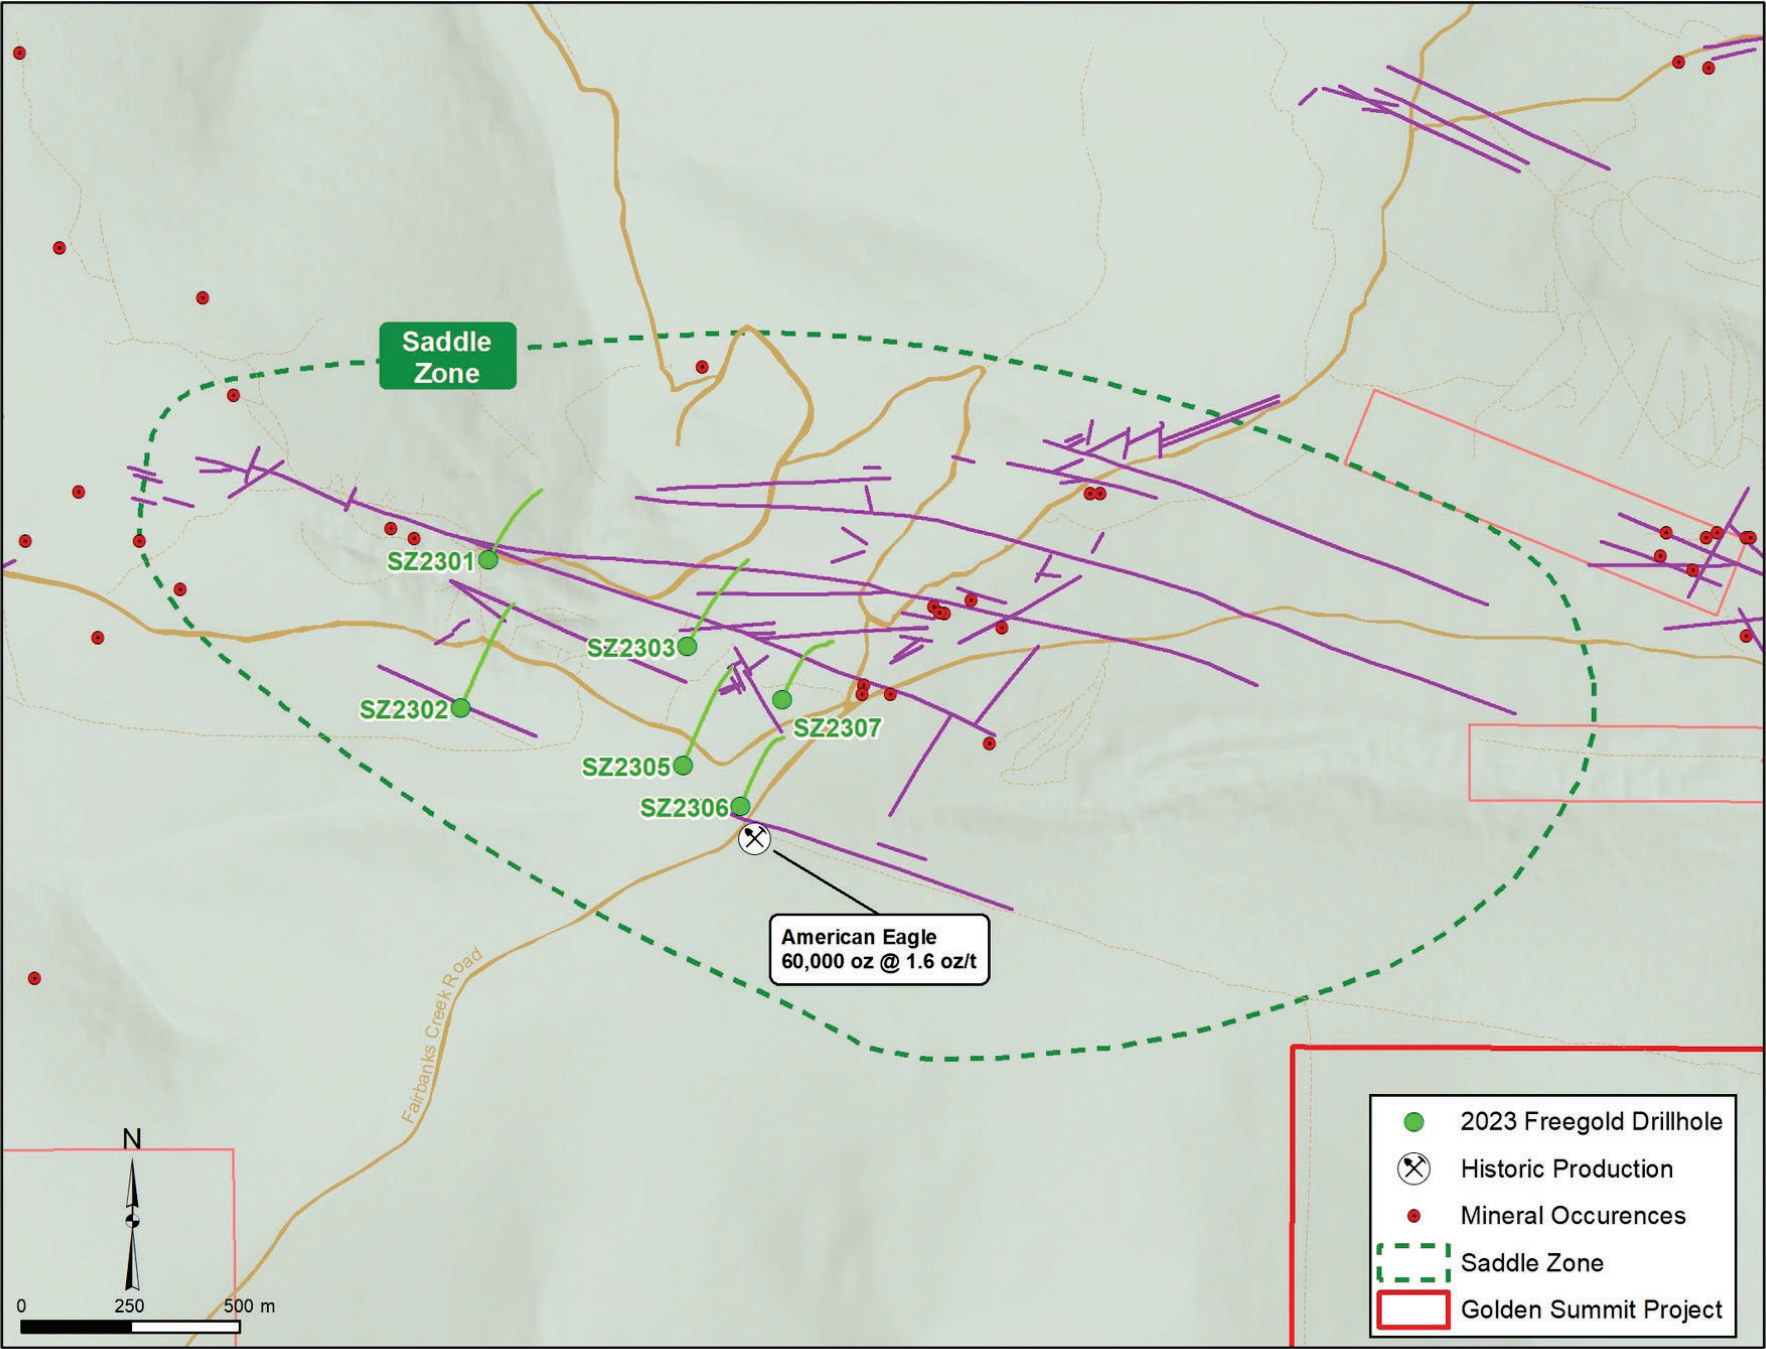 Saddle
Zone
SZ2301
SZ2303
SZ2302
SZ2307
SZ2305
SZ2306
American Eagle
60,000 oz @ 1.6 oz/t
Fairbanks Creek Road
N
0 250 500 m
2023 Freegold Drillhole
Historic Production
Mineral Occurences
Saddle Zone
Golden Summit Project